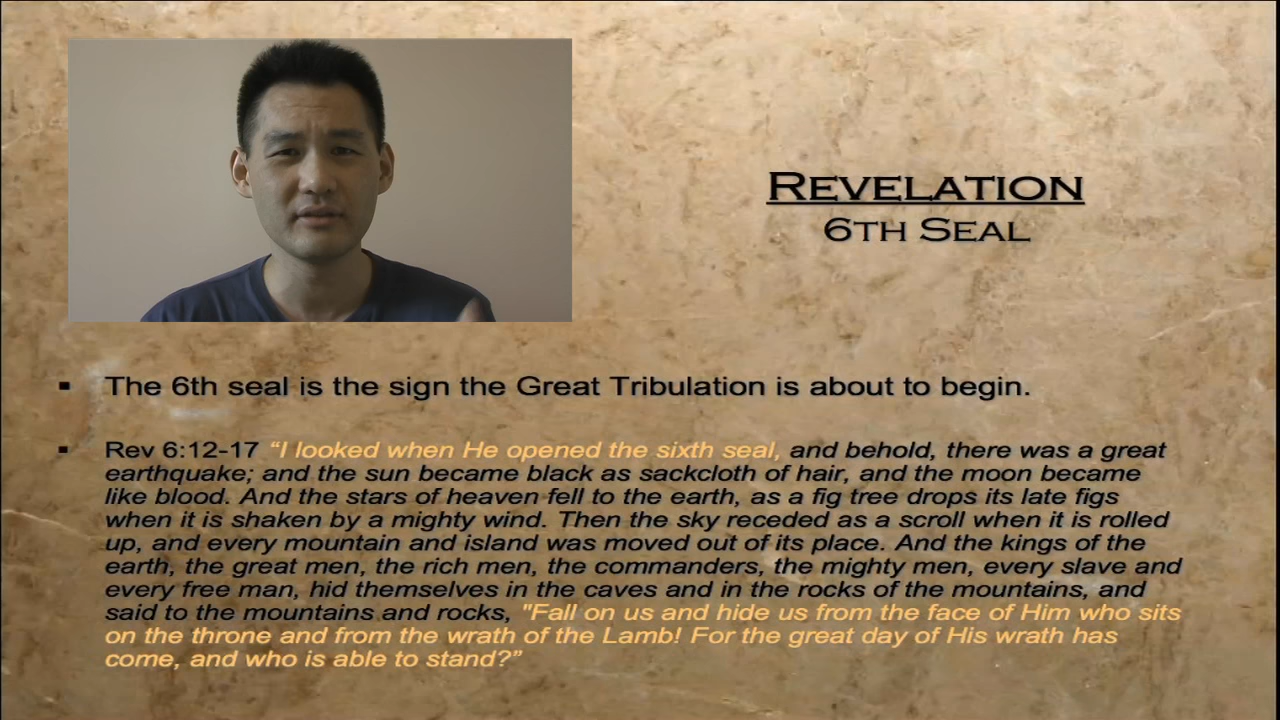 REVELATION
6TH SEAL
▪ The 6th seal is the sign the Great Tribulation is about to begin.
▪ Rev 6:12-17 “I looked when He opened the sixth seal, and behold, there was a great
earthquake; and the sun became black as sackcloth of hair, and the moon became
like blood. And the stars of heaven fell to the earth, as a fig tree drops its late figs
when it is shaken by a mighty wind. Then the sky receded as a scroll when it is rolled
up, and every mountain and island was moved out of its place. And the kings of the
earth, the great men, the rich men, the commanders, the mighty men, every slave and
every free man, hid themselves in the caves and in the rocks of the mountains, and
said to the mountains and rocks, "Fall on us and hide us from the face of Him who sits
on the throne and from the wrath of the Lamb! For the great day of His wrath has
come, and who is able to stand?”